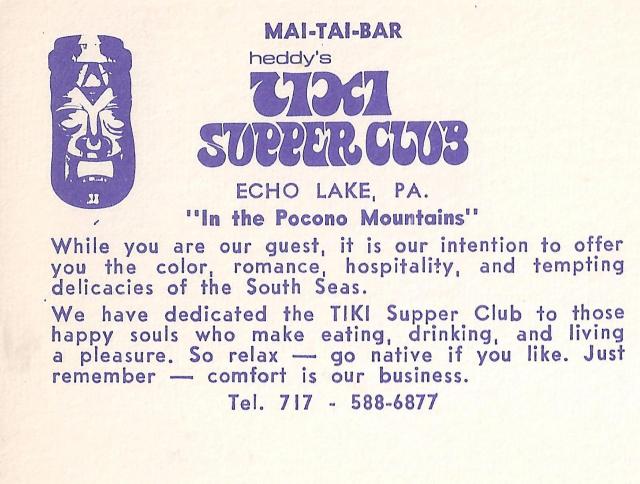 MAI-TAI-BAR
heddy's
TIKI
SUPPER CLUB
ECHO LAKE, PA.
"In the Pocono Mountains"
While you are our guest, it is our intention to offer
you the color, romance, hospitality, and tempting
delicacies of the South Seas.
We have dedicated the TIKI Supper Club to those
happy souls who make eating, drinking, and living
a pleasure. So relax — go native if you like. Just
remember — comfort is our business.
Tel. 717 - 588-6877